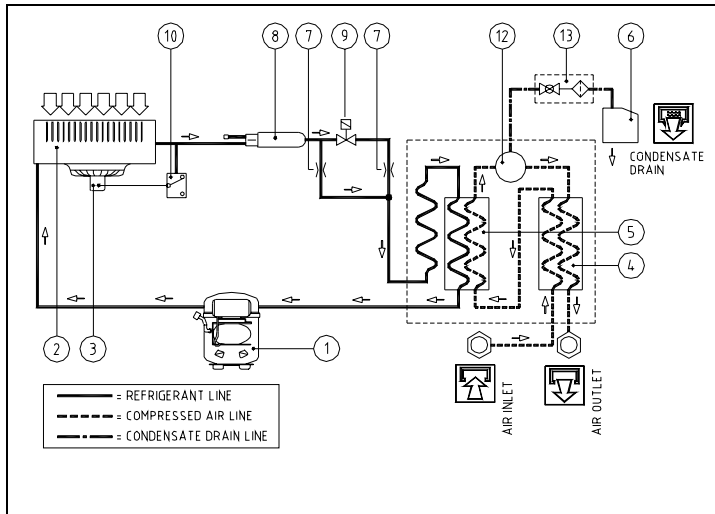 10
8
7
9
7
12
13
6
CONDENSATE
DRAIN
5
4
2
3
1
AIR INLET
AIR OUTLET
= REFRIGERANT LINE
= COMPRESSED AIR LINE
= CONDENSATE DRAIN LINE